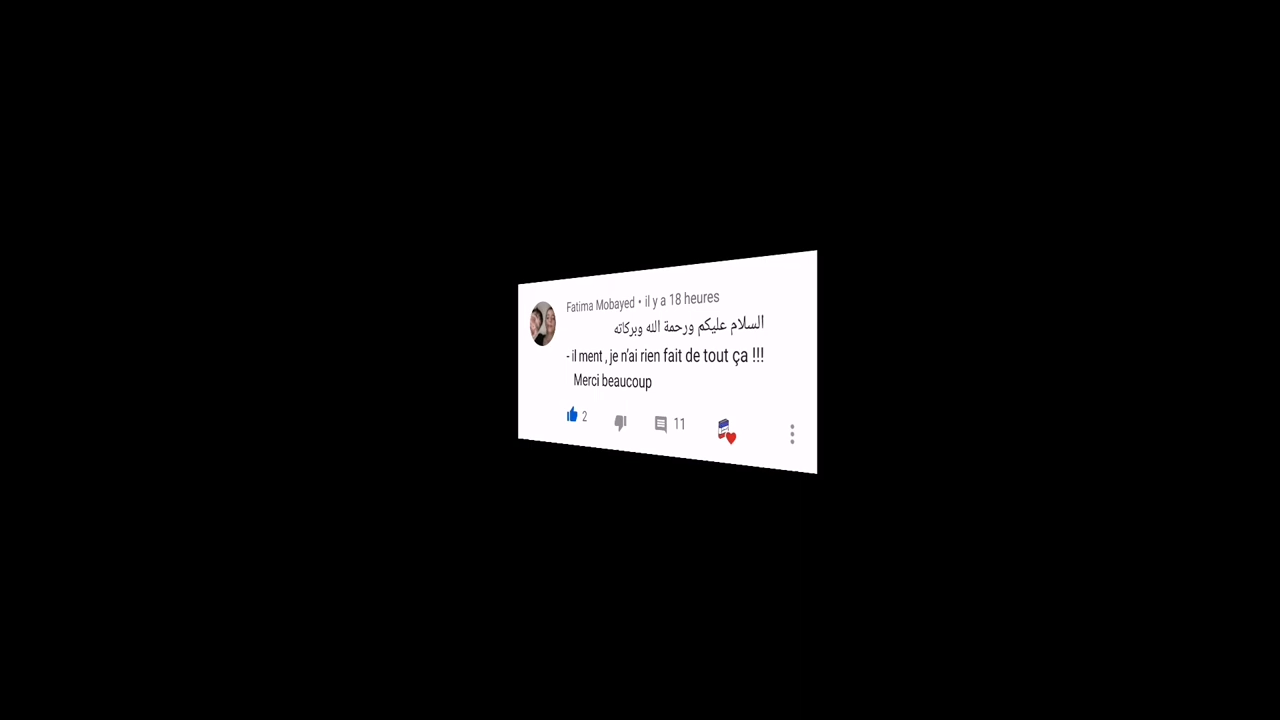 Fatima Mobayed • il y a 18 heures
السلام عليكم ورحمة الله وبركاته
- il ment , je n'ai rien fait de tout ça !!!
Merci beaucoup
2 11